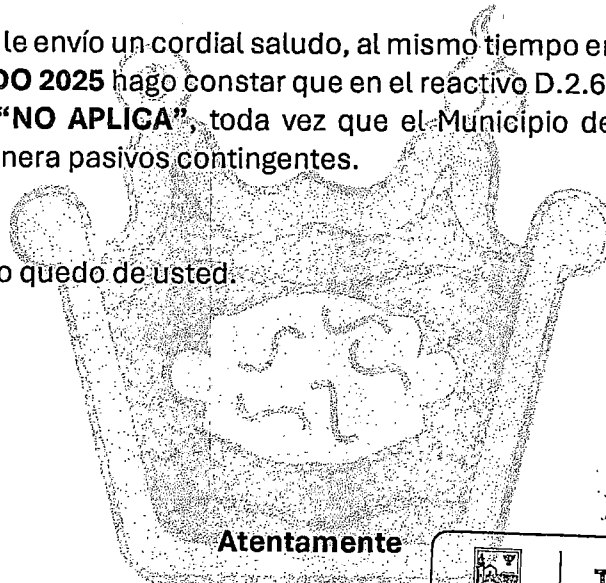 le envío un cordial saludo, al mismo tiempo e
DO 2025 hago constar que en el reactivo D.2.6
"NO APLICA", toda vez que el Municipio de
nera pasivos contingentes.
o quedo de usted.
Atentamente